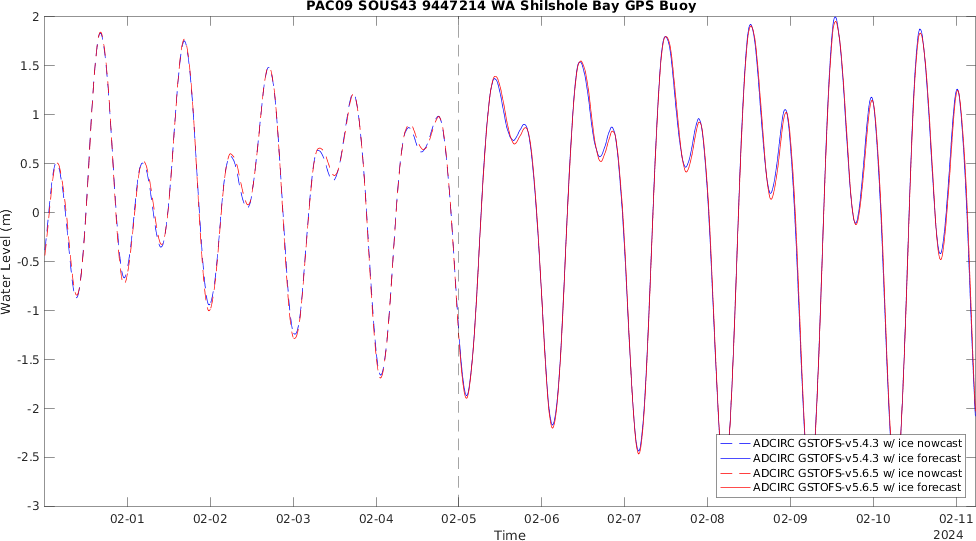 PAC09 SOUS43 9447214 WA Shilshole Bay GPS Buoy
2
1.5
1
0.5
0
-0.5
-1
-1.5
-2
-2.5
-3
Water Level (m)
ADCIRC GSTOFS-v5.4.3 w/ ice nowcast
ADCIRC GSTOFS-v5.4.3 w/ ice forecast
ADCIRC GSTOFS-v5.6.5 w/ ice nowcast
ADCIRC GSTOFS-v5.6.5 w/ ice forecast
02-01 02-02 02-03 02-04 02-05 02-06 02-07 02-08 02-09 02-10 02-11
Time 2024